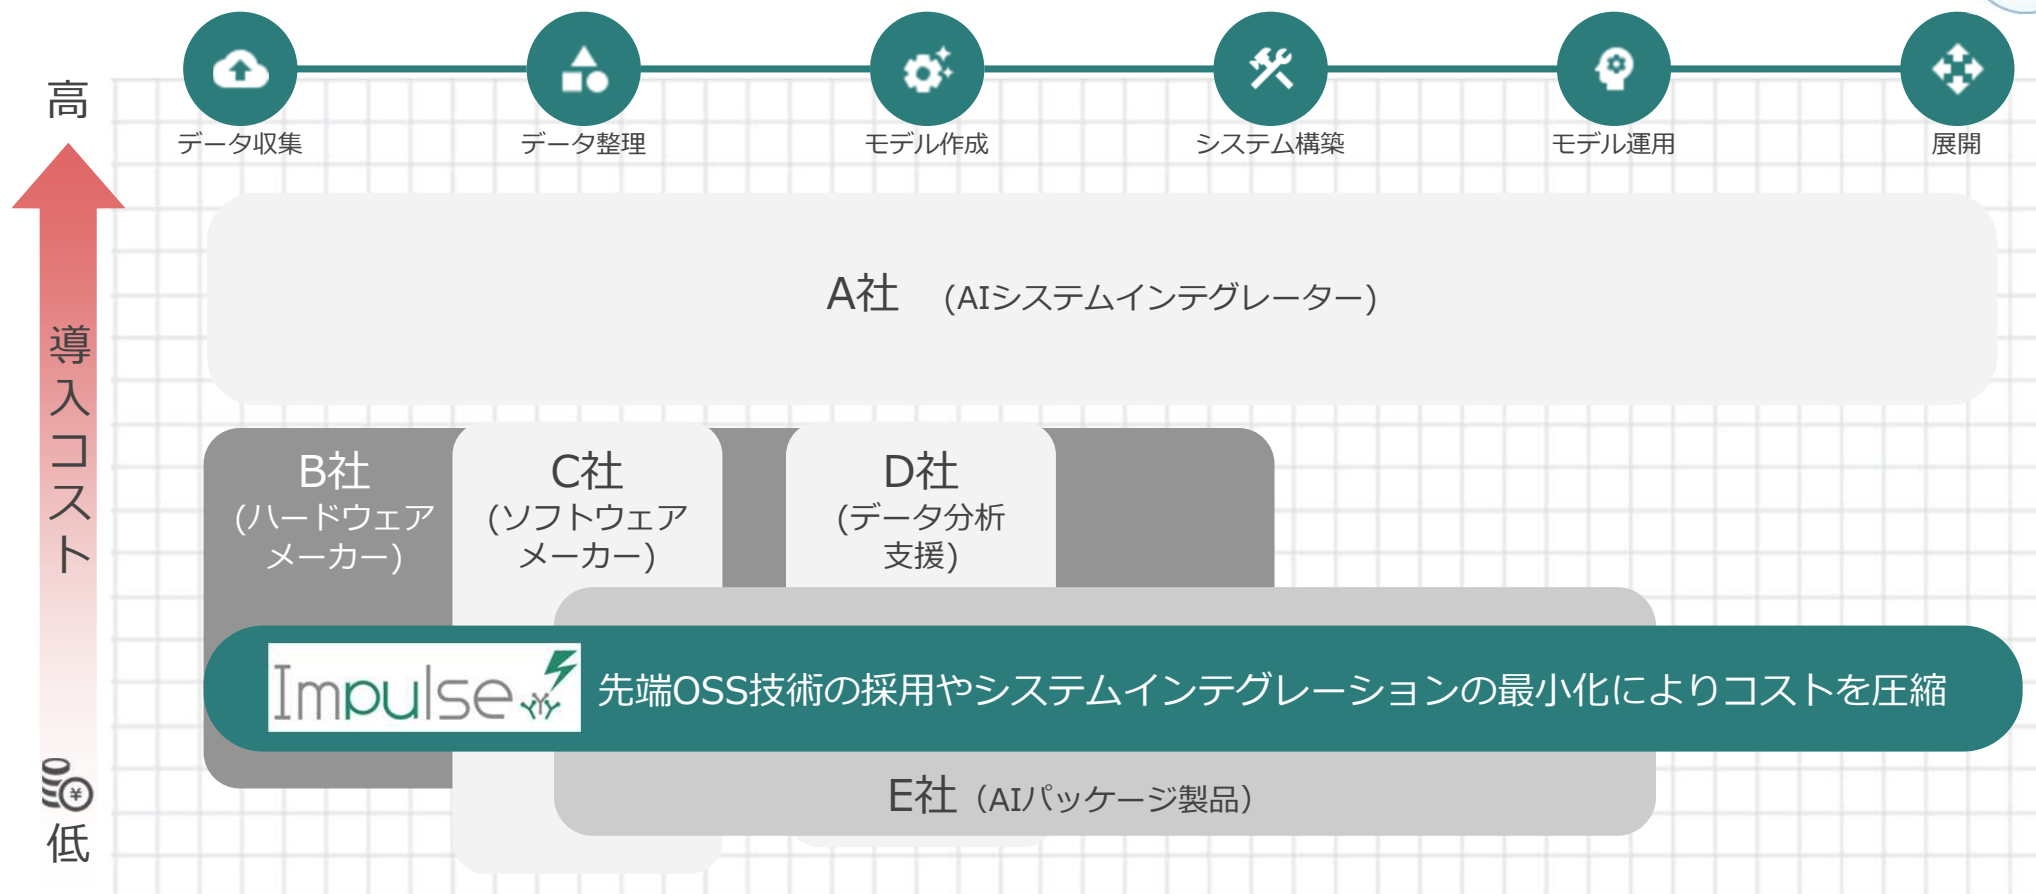 高
データ収集
データ整理
モデル作成
システム構築
モデル運用
展開
導入コスト
A社 (AIシステムインテグレーター)
B社
(ハードウェア
メーカー)
C社
(ソフトウェア
メーカー)
D社
(データ分析
支援)
Impulse 先端OSS技術の採用やシステムインテグレーションの最小化によりコストを圧縮
E社 (AIパッケージ製品)
¥
低